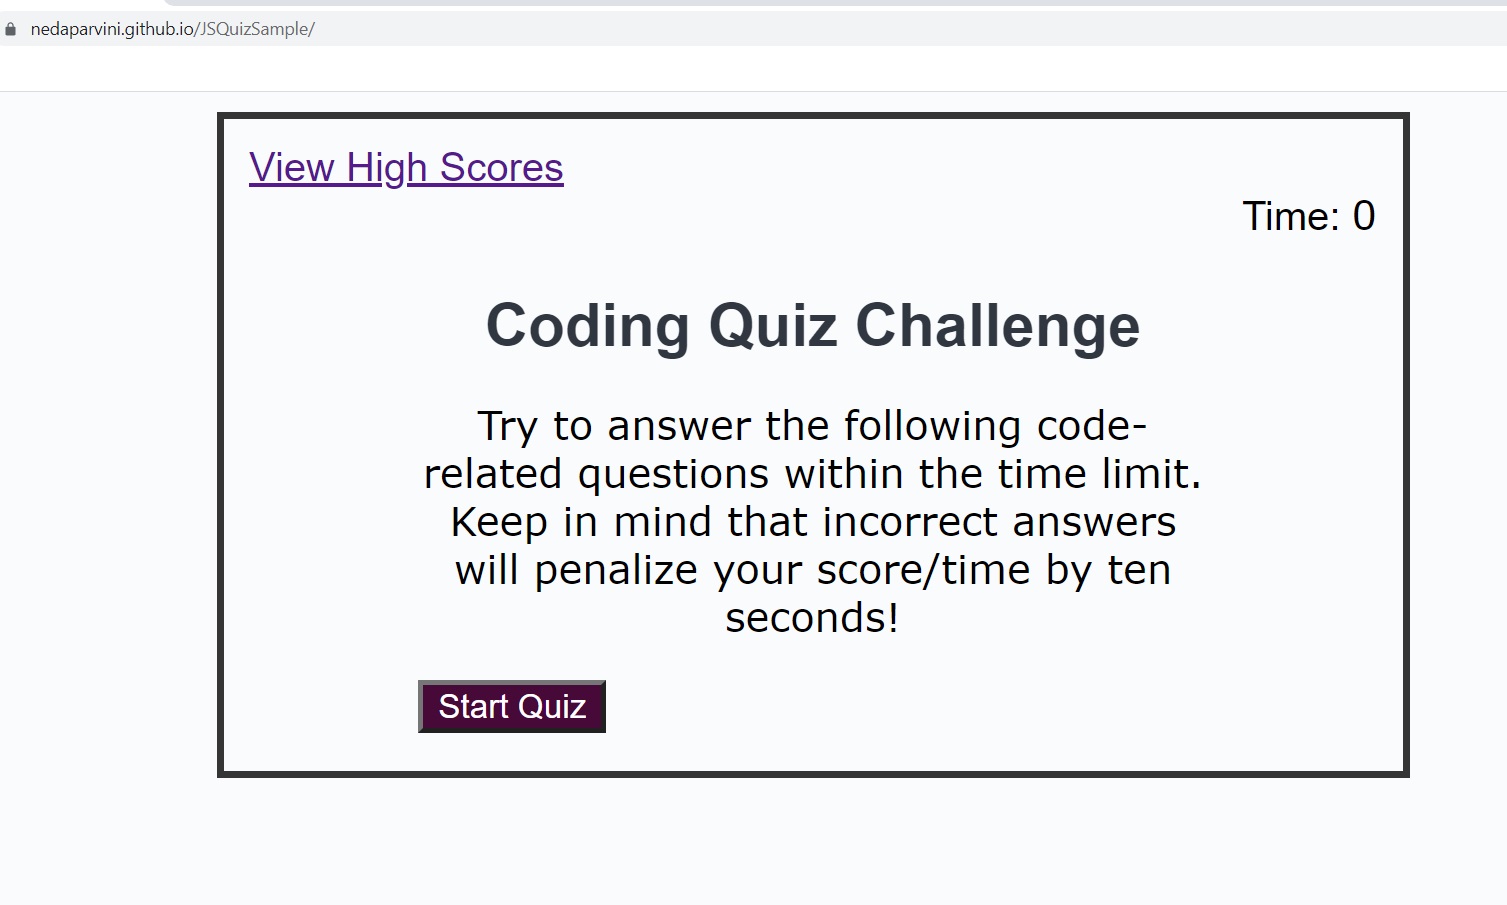 nedaparvini.github.io/JSQuizSample/
View High Scores
Time: 0
Coding Quiz Challenge
Try to answer the following code-
related questions within the time limit.
Keep in mind that incorrect answers
will penalize your score/time by ten
seconds!
Start Quiz